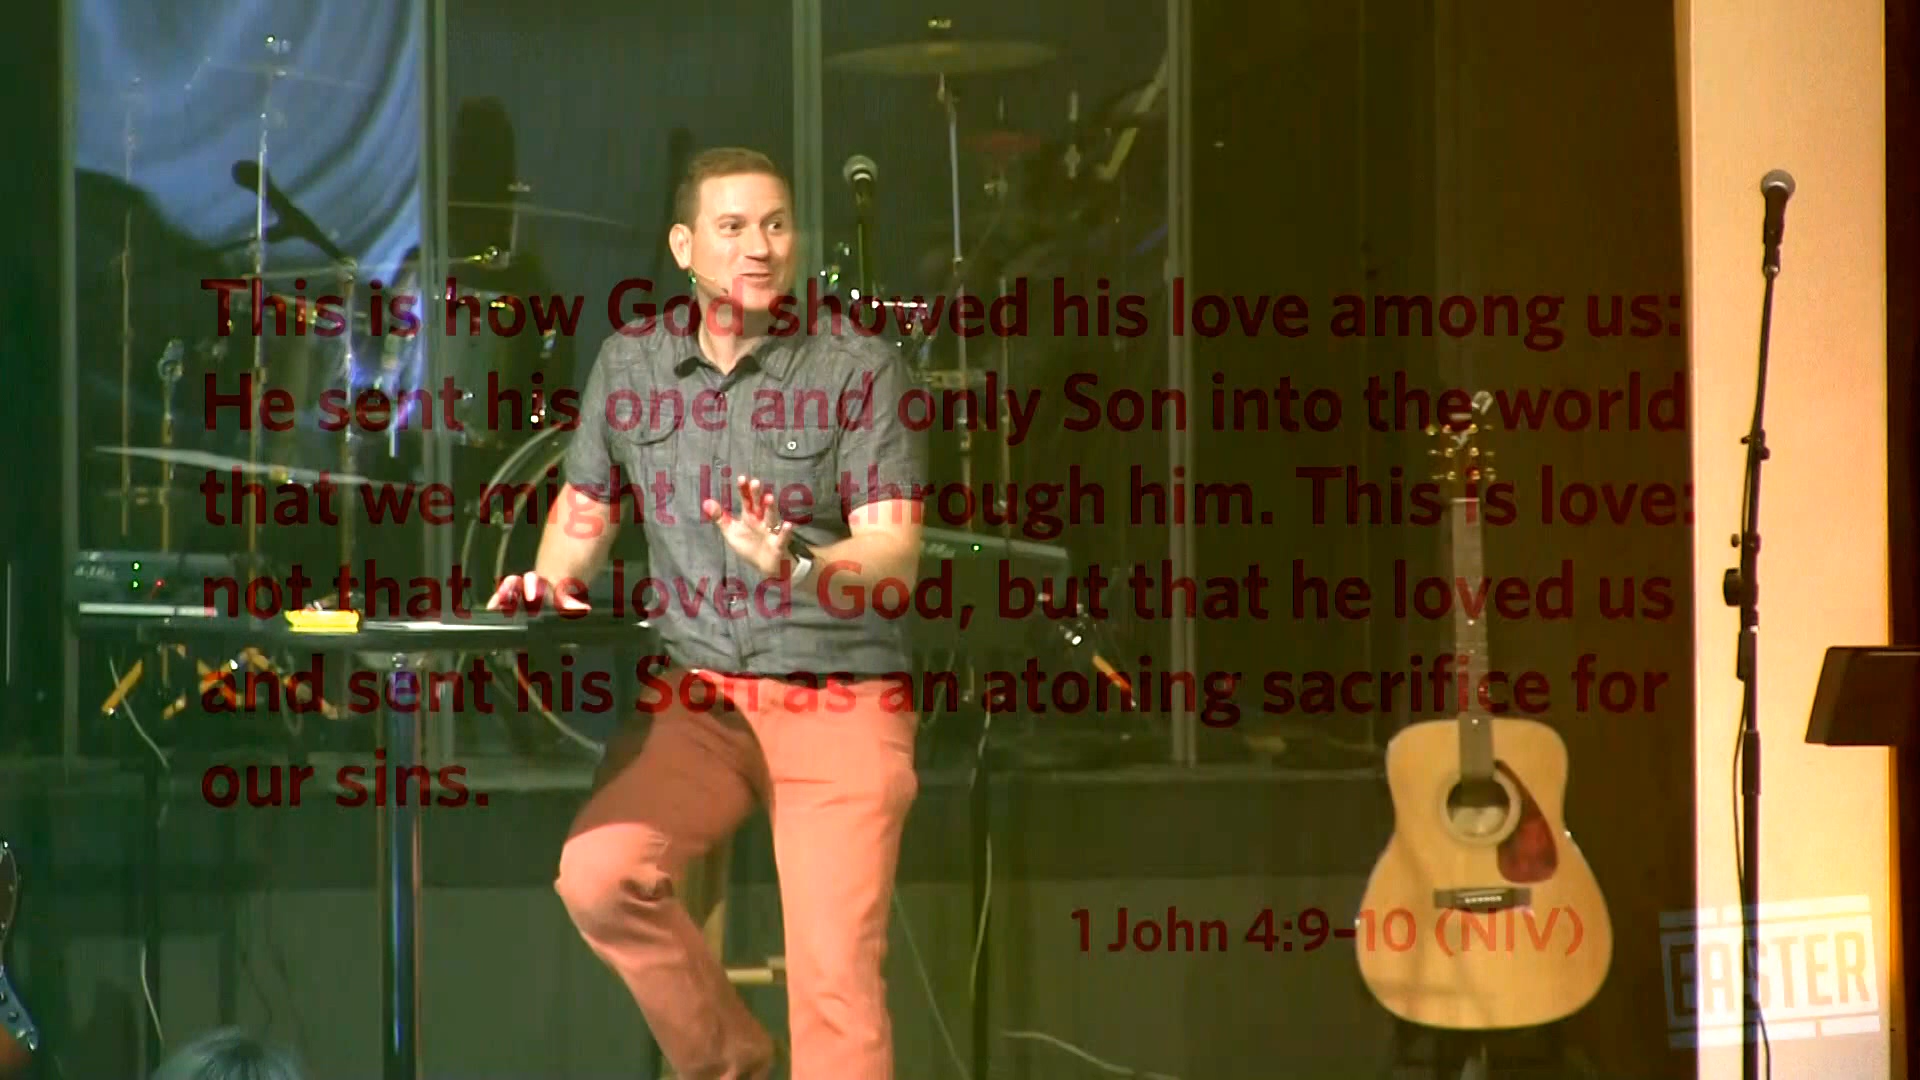 This is how God showed his love among us:
He sent his one and only Son into the world
that we might live through him. This is love:
not that we loved God, but that he loved us
and sent his Son as an atoning sacrifice for
our sins.
1 John 4:9-10 (NIV)
EASTER